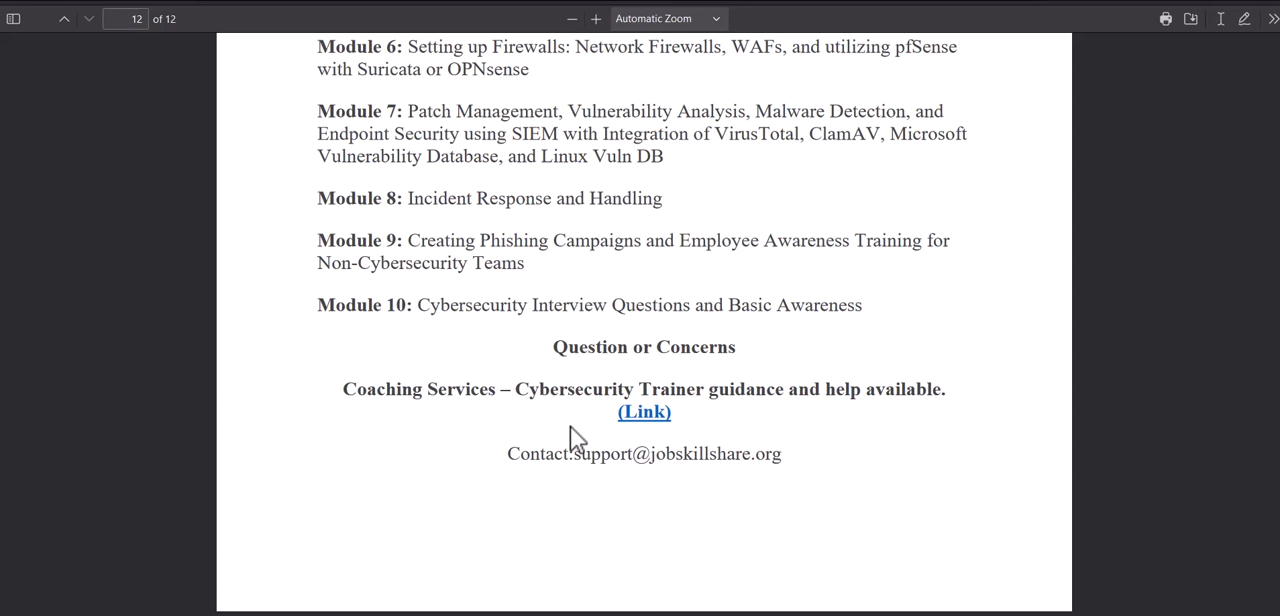 12 of 12
Automatic Zoom
Module 6: Setting up Firewalls: Network Firewalls, WAFs, and utilizing pfSense
with Suricata or OPNsense
Module 7: Patch Management, Vulnerability Analysis, Malware Detection, and
Endpoint Security using SIEM with Integration of VirusTotal, ClamAV, Microsoft
Vulnerability Database, and Linux Vuln DB
Module 8: Incident Response and Handling
Module 9: Creating Phishing Campaigns and Employee Awareness Training for
Non-Cybersecurity Teams
Module 10: Cybersecurity Interview Questions and Basic Awareness
Question or Concerns
Coaching Services – Cybersecurity Trainer guidance and help available.
(Link)
Contact:support@jobskillshare.org